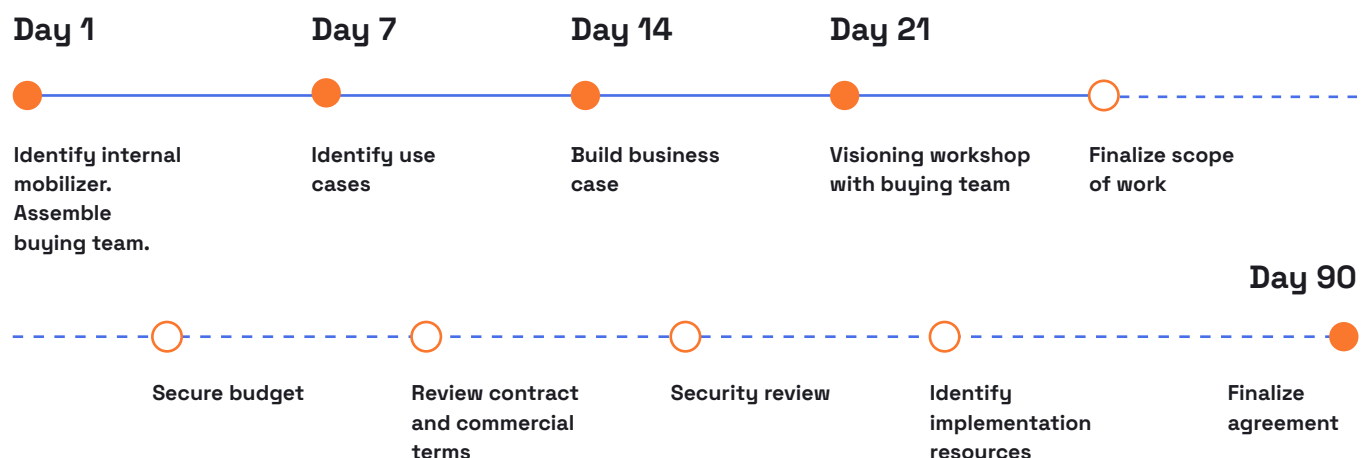 Day 1
Day 7
Day 14
Day 21
Identify internal
mobilizer.
Assemble
buying team.
Identify use
cases
Build business
case
Visioning workshop
with buying team
Finalize scope
of work
Day 90
Secure budget
Review contract
and commercial
terms
Security review
Identify
implementation
resources
Finalize
agreement